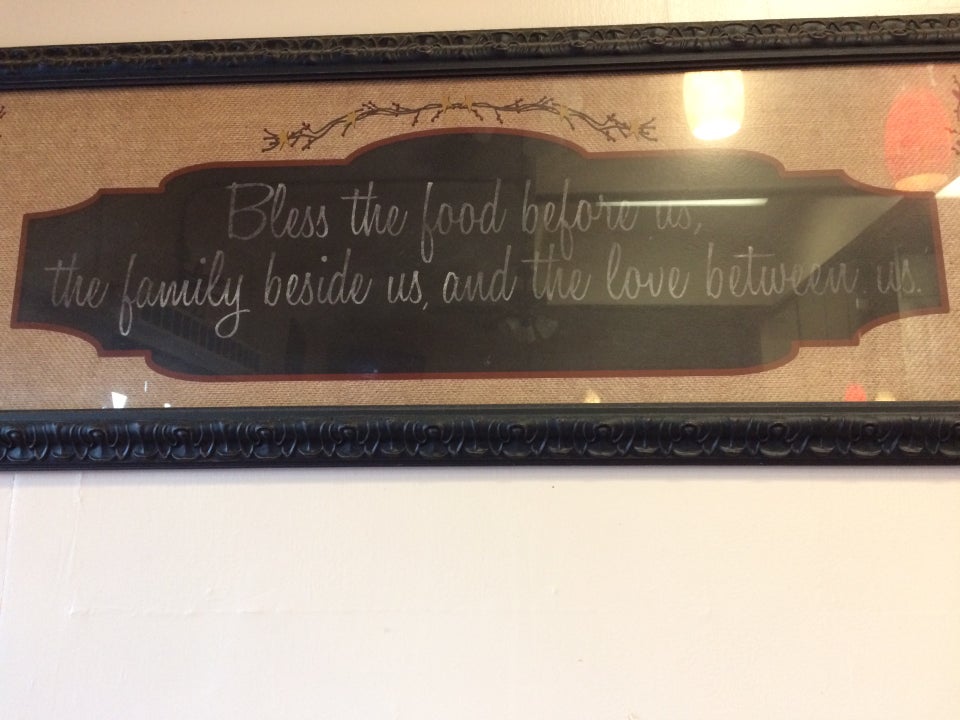 Bless the food before us,
the family beside us, and the love between us.